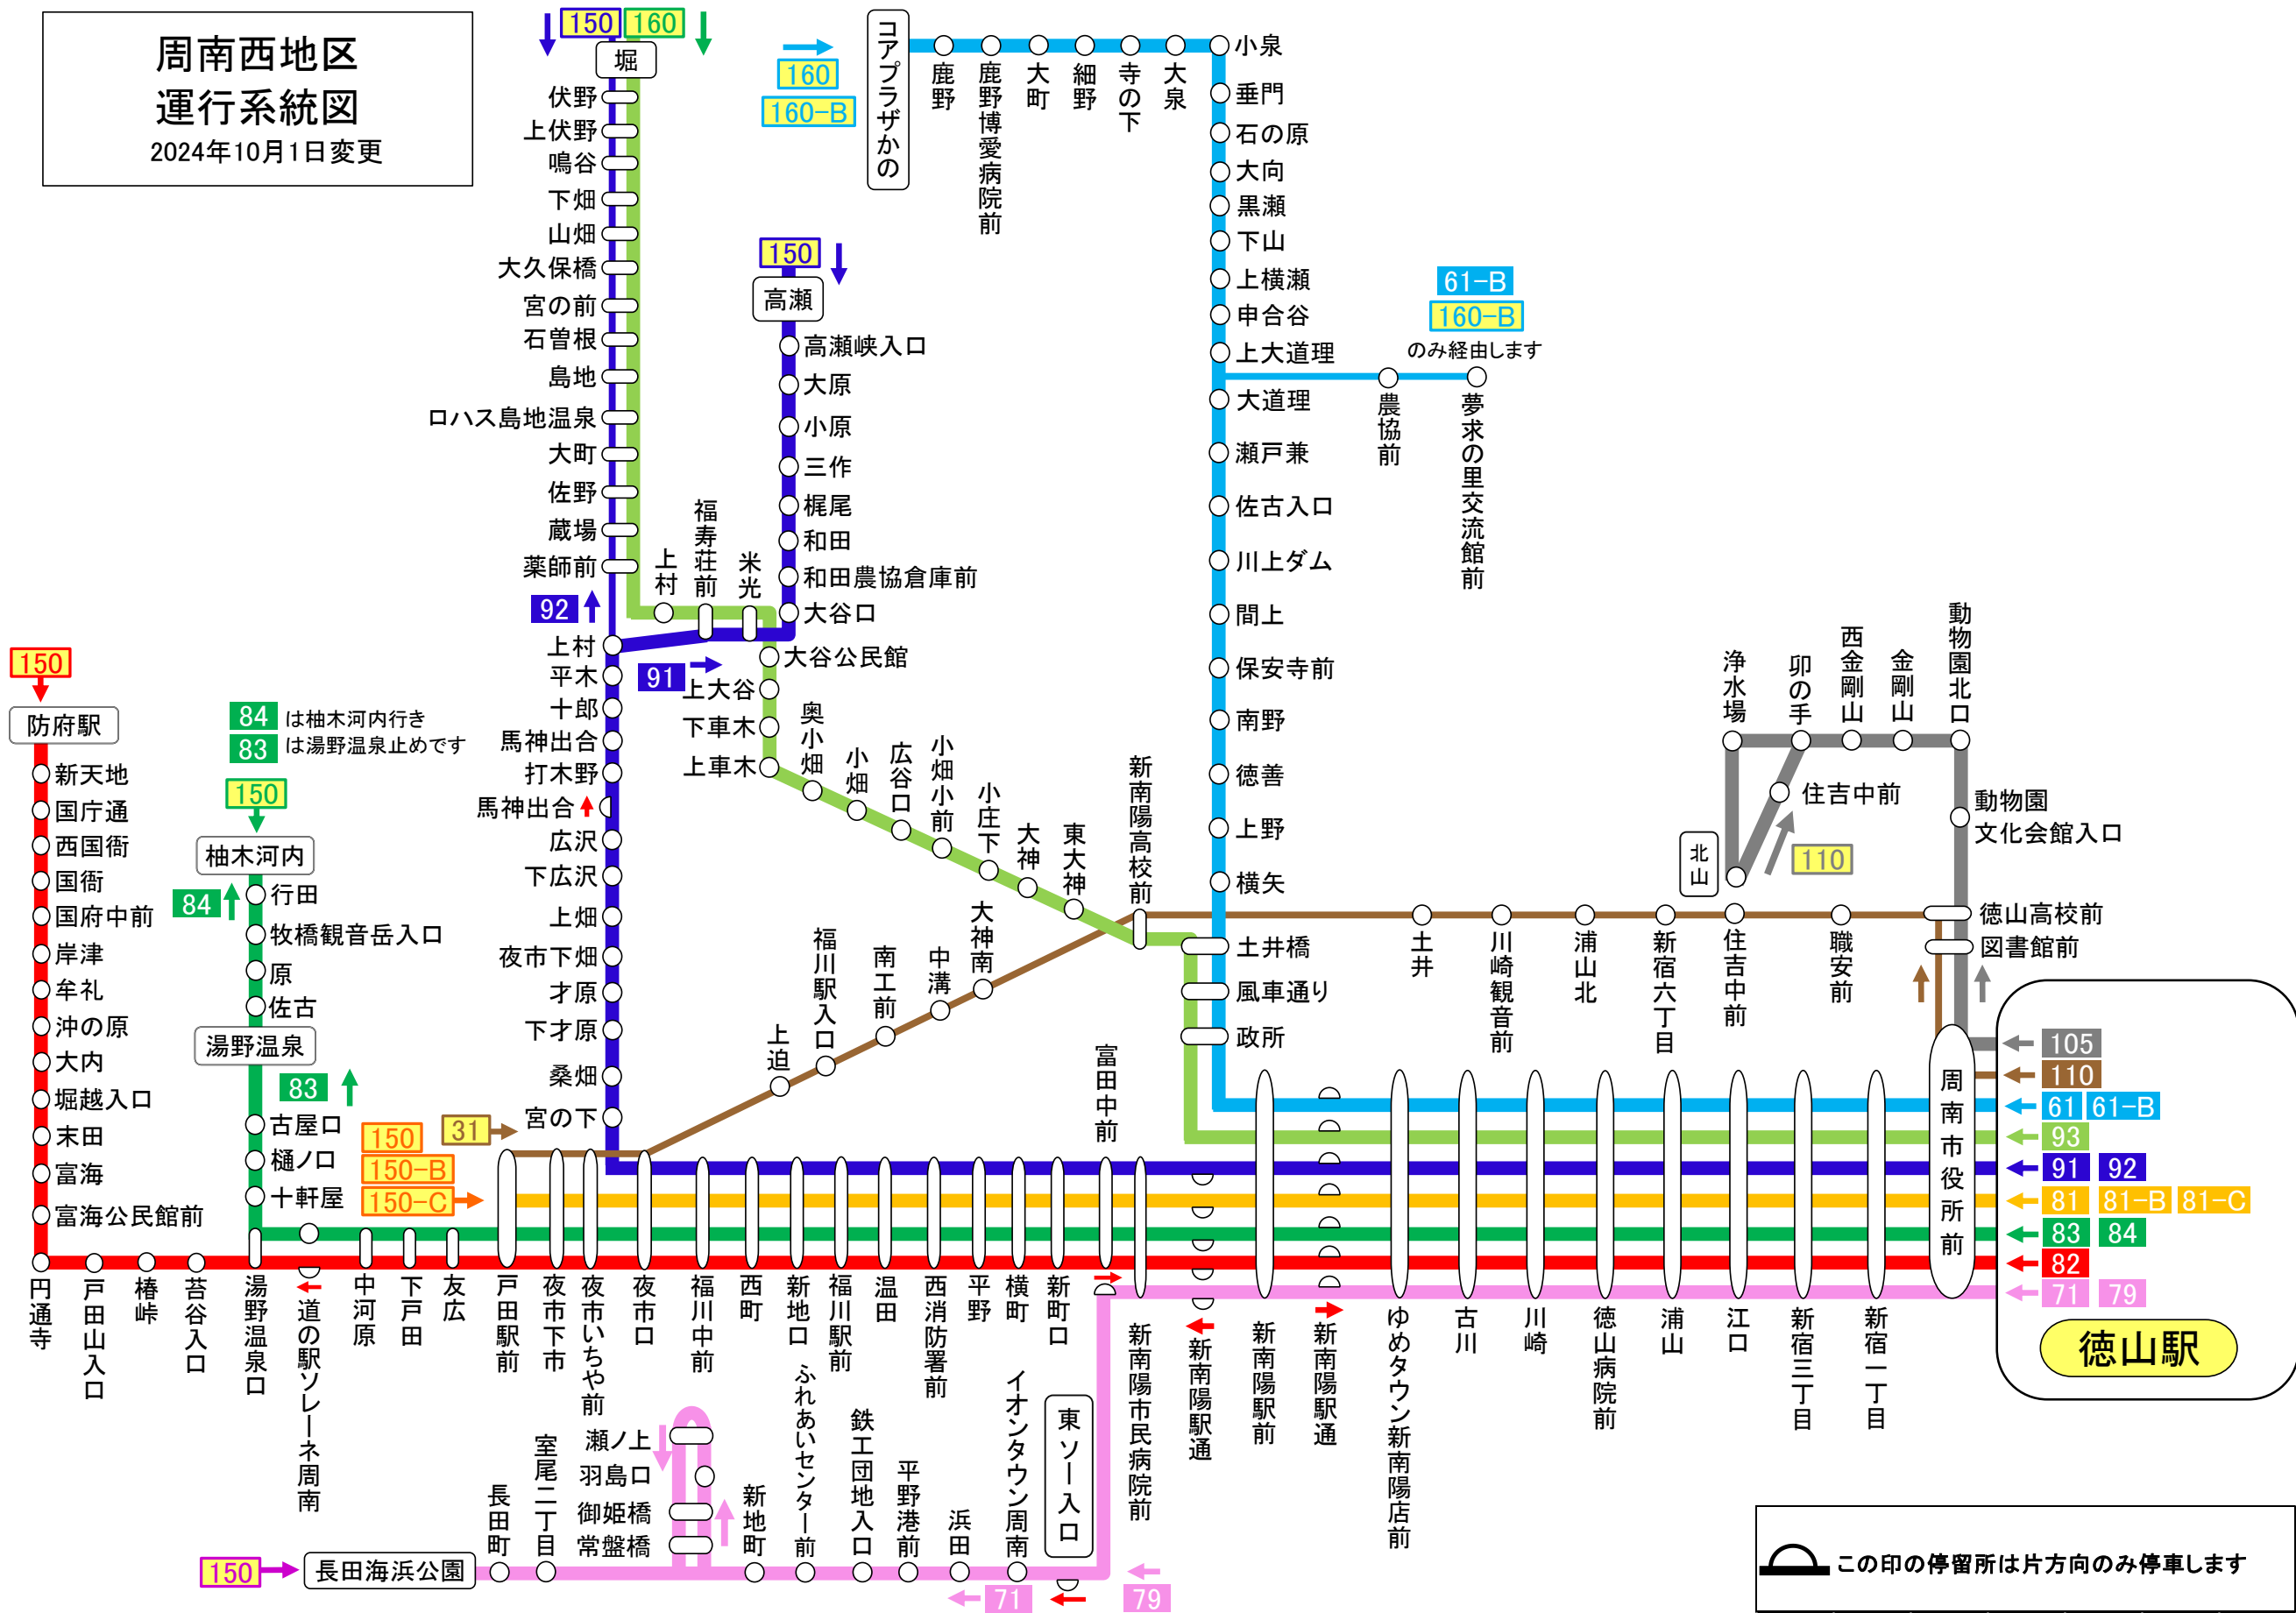 周南西地区
運行系統図
2024年10月1日変更
150
160
堀
伏野
上伏野
鳴谷
下畑
山畑
大久保橋
宮の前
石曽根
島地
ロハス島地温泉
大町
佐野
蔵場
薬師前
92
上村
平木
十郎
馬神出合
打木野
馬神出合
広沢
下広沢
上畑
夜市下畑
才原
下才原
桑畑
宮の下
91
上村
福寿荘前
米光
150
高瀬
高瀬峡入口
大原
小原
三作
梶尾
和田
和田農協倉庫前
大谷口
大谷公民館
上大谷
下車木
上車木
奥小畑
小畑
広谷口
小畑小前
小庄下
大神
東大神
新南陽高校前
160
160-B
コアプラザかの
鹿野
鹿野博愛病院前
大町
細野
寺の下
大泉
小泉
垂門
石の原
大向
黒瀬
下山
上横瀬
申合谷
上大道理
大道理
瀬戸兼
佐古入口
川上ダム
間上
保安寺前
南野
徳善
上野
横矢
土井橋
風車通り
政所
61-B
160-B
のみ経由します
農協前
夢求の里交流館前
浄水場
卯の手
西金剛山
金剛山
動物園北口
住吉中前
動物園
文化会館入口
北山
110
徳山高校前
図書館前
土井
川崎観音前
浦山北
新宿六丁目
住吉中前
職安前
150
防府駅
新天地
国庁通
西国衙
国衙
国府中前
岸津
牟礼
沖の原
大内
堀越入口
末田
富海
富海公民館前
84 は柚木河内行き
83 は湯野温泉止めです
150
柚木河内
84
行田
牧橋観音岳入口
原
佐古
湯野温泉
83
古屋口
樋ノ口
十軒屋
150
150-B
150-C
31
上迫
福川駅入口
南工前
中溝
大神南
円通寺
戸田山入口
椿峠
苔谷入口
湯野温泉口
道の駅ソレーネ周南
中河原
下戸田
友広
戸田駅前
夜市下市
夜市いちや前
夜市口
福川中前
西町
新地口
福川駅前
温田
西消防署前
平野
横町
新町口
富田中前
新南陽市民病院前
新南陽駅通
新南陽駅前
新南陽駅通
ゆめタウン新南陽店前
古川
川崎
徳山病院前
浦山
江口
新宿三丁目
新宿一丁目
周南市役所前
105
110
61 61-B
93
91 92
81 81-B 81-C
83 84
82
71 79
徳山駅
150
長田海浜公園
長田町
室尾二丁目
瀬ノ上
羽島口
御姫橋
常盤橋
新地町
ふれあいセンター前
鉄工団地入口
平野港前
浜田
イオンタウン周南
東ソー入口
71
79
この印の停留所は片方向のみ停車します